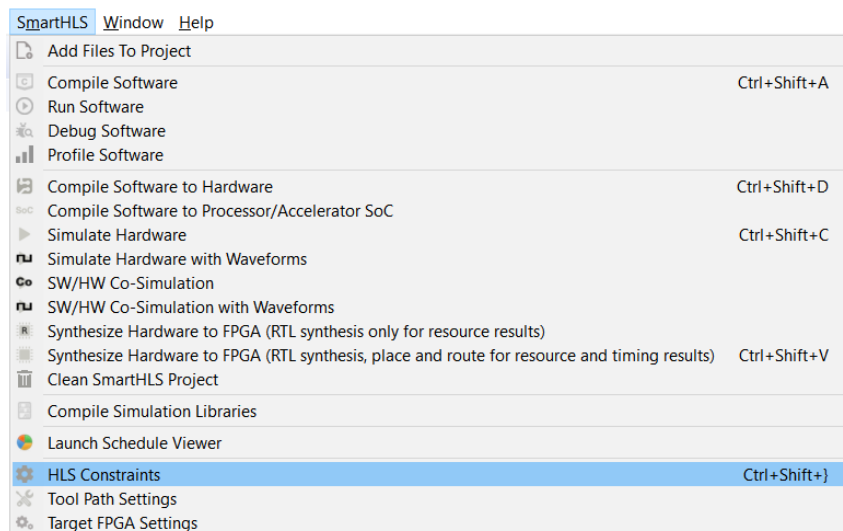 SmartHLS Window Help
Add Files To Project
Compile Software Ctrl+Shift+A
Run Software
Debug Software
Profile Software
Compile Software to Hardware Ctrl+Shift+D
SoC Compile Software to Processor/Accelerator SoC
Simulate Hardware Ctrl+Shift+C
Simulate Hardware with Waveforms
Co SW/HW Co-Simulation
SW/HW Co-Simulation with Waveforms
R Synthesize Hardware to FPGA (RTL synthesis only for resource results)
Synthesize Hardware to FPGA (RTL synthesis, place and route for resource and timing results) Ctrl+Shift+V
Clean SmartHLS Project
Compile Simulation Libraries
Launch Schedule Viewer
HLS Constraints Ctrl+Shift+}
Tool Path Settings
Target FPGA Settings